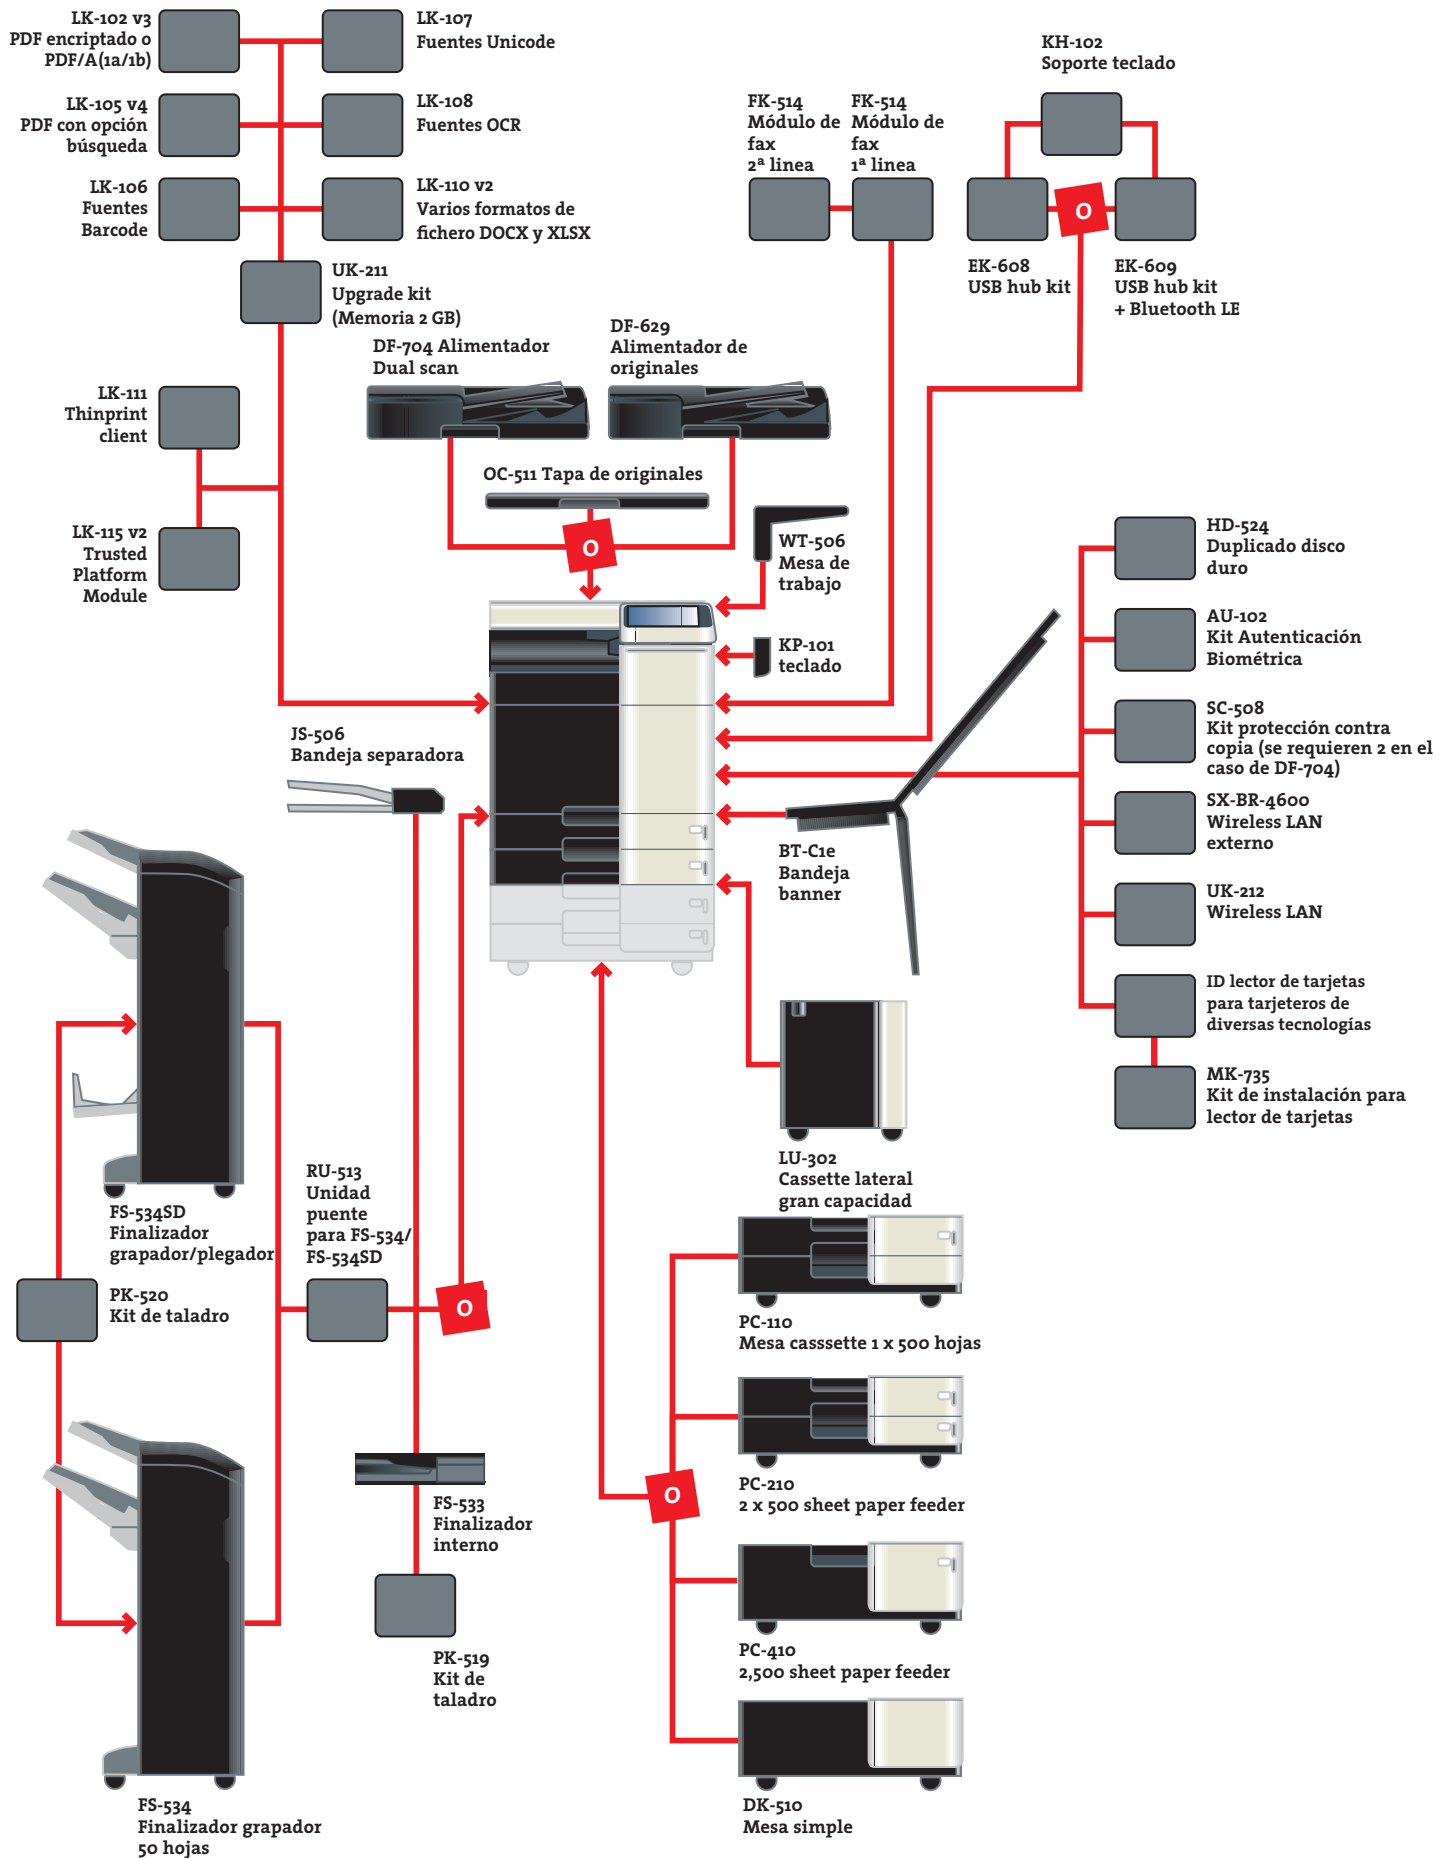 LK-102 v3
PDF encriptado o
PDF/A(1a/1b)
LK-107
Fuentes Unicode
LK-105 v4
PDF con opción
búsqueda
LK-108
Fuentes OCR
LK-106
Fuentes
Barcode
LK-110 v2
Varios formatos de
fichero DOCX y XLSX
UK-211
Upgrade kit
(Memoria 2 GB)
LK-111
Thinprint
client
LK-115 v2
Trusted
Platform
Module
FK-514
Módulo de
fax
2ª linea
FK-514
Módulo de
fax
1ª linea
KH-102
Soporte teclado
O
EK-608
USB hub kit
EK-609
USB hub kit
+ Bluetooth LE
DF-704 Alimentador
Dual scan
DF-629
Alimentador de
originales
OC-511 Tapa de originales
O
WT-506
Mesa de
trabajo
KP-101
teclado
HD-524
Duplicado disco
duro
AU-102
Kit Autenticación
Biométrica
SC-508
Kit protección contra
copia (se requieren 2 en el
caso de DF-704)
SX-BR-4600
Wireless LAN
externo
UK-212
Wireless LAN
ID lector de tarjetas
para tarjeteros de
diversas tecnologías
MK-735
Kit de instalación para
lector de tarjetas
JS-506
Bandeja separadora
BT-C1e
Bandeja
banner
LU-302
Cassette lateral
gran capacidad
FS-534SD
Finalizador
grapador/plegador
RU-513
Unidad
puente
para FS-534/
FS-534SD
PK-520
Kit de taladro
O
PC-110
Mesa casssette 1 x 500 hojas
PC-210
2 x 500 sheet paper feeder
O
FS-533
Finalizador
interno
PK-519
Kit de
taladro
PC-410
2,500 sheet paper feeder
DK-510
Mesa simple
FS-534
Finalizador grapador
50 hojas